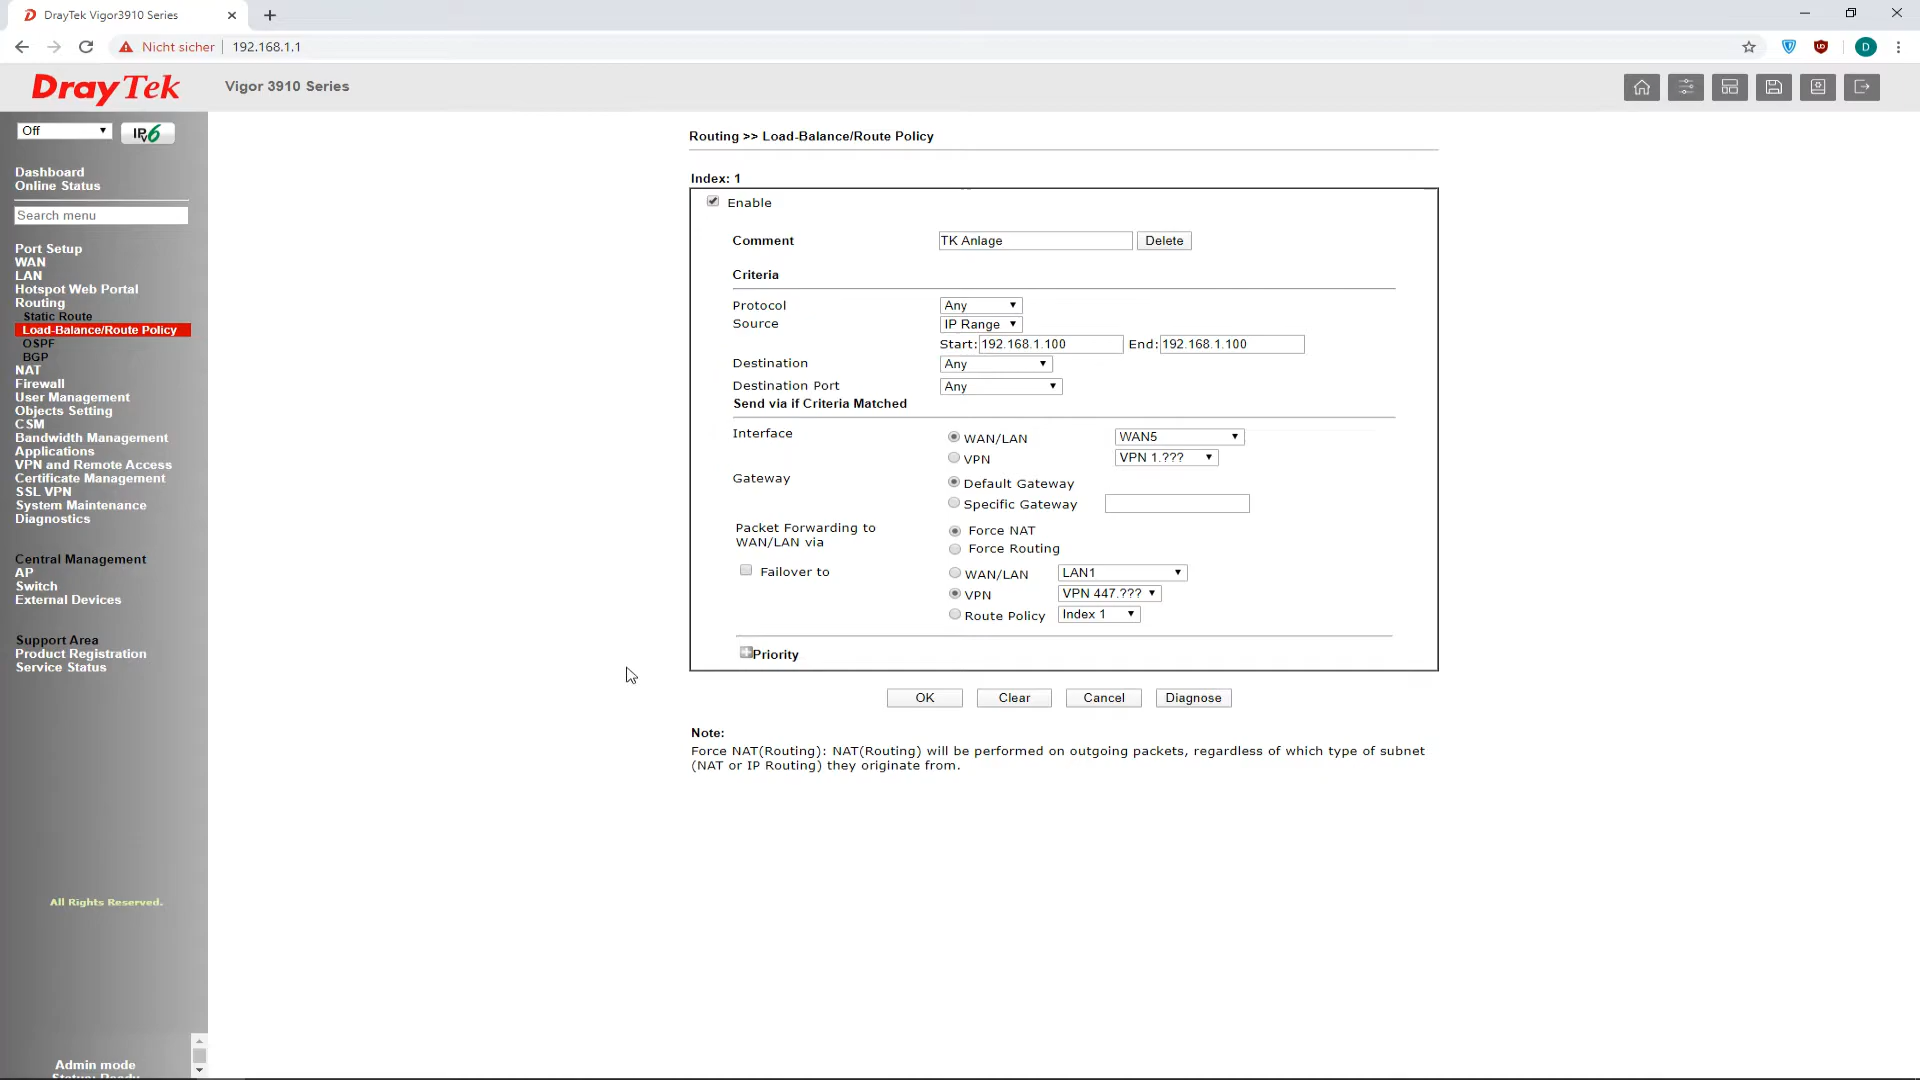 DrayTek Vigor3910 Series
Nicht sicher
192.168.1.1
D
DrayTek
Vigor 3910 Series
Off
IPv6
Routing >> Load-Balance/Route Policy
Dashboard
Online Status
Search menu
Port Setup
WAN
LAN
Hotspot Web Portal
Routing
Static Route
Load-Balance/Route Policy
OSPF
BGP
NAT
Firewall
User Management
Objects Setting
CSM
Bandwidth Management
Applications
VPN and Remote Access
Certificate Management
SSL VPN
System Maintenance
Diagnostics
Central Management
AP
Switch
External Devices
Support Area
Product Registration
Service Status
All Rights Reserved.
Admin mode
Status: Ready
Index: 1
Enable
Comment TK Anlage Delete
Criteria
Protocol Any
Source IP Range
Start: 192.168.1.100 End: 192.168.1.100
Destination Any
Destination Port Any
Send via if Criteria Matched
Interface WAN/LAN WAN5
VPN VPN 1.???
Gateway Default Gateway
Specific Gateway
Packet Forwarding to
WAN/LAN via
Force NAT
Force Routing
Failover to WAN/LAN LAN1
VPN VPN 447.???
Route Policy Index 1
Priority
OK Clear Cancel Diagnose
Note:
Force NAT(Routing): NAT(Routing) will be performed on outgoing packets, regardless of which type of subnet
(NAT or IP Routing) they originate from.